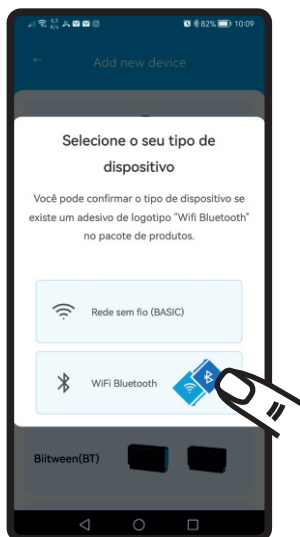 82% 10:09
Add new device
Selecione o seu tipo de
dispositivo
Você pode confirmar o tipo de dispositivo se
existe um adesivo de logotipo "Wifi Bluetooth"
no pacote de produtos.
Rede sem fio (BASIC)
WiFi Bluetooth
Biitween(BT)